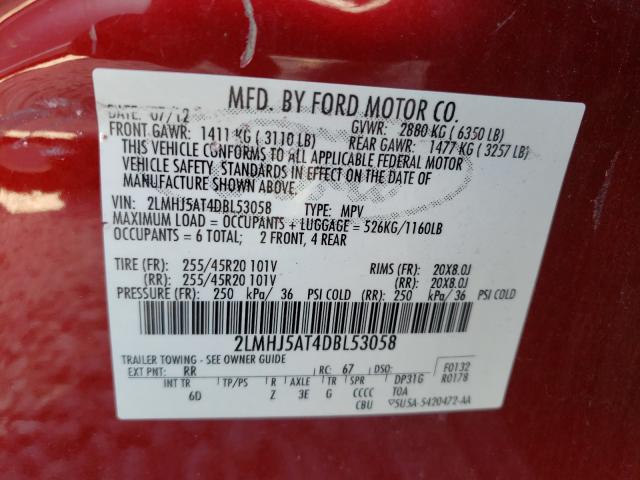 MFD. BY FORD MOTOR CO.
DATE: 07/12 GVWR: 2880 KG ( 6350 LB)
FRONT GAWR: 1411 KG ( 3110 LB) REAR GAWR: 1477 KG ( 3257 LB)
THIS VEHICLE CONFORMS TO ALL APPLICABLE FEDERAL MOTOR
VEHICLE SAFETY. STANDARDS IN EFFECT ON THE DATE OF
MANUFACTURE SHOWN ABOVE.
VIN: 2LMHJ5AT4DBL53058 TYPE: MPV
MAXIMUM LOAD = OCCUPANTS + LUGGAGE = 526KG/1160LB
OCCUPANTS = 6 TOTAL; 2 FRONT, 4 REAR
TIRE (FR): 255/45R20 101V RIMS (FR): 20X8.0J
(RR): 255/45R20 101V (RR): 20X8.0J
PRESSURE (FR): 250 kPa/ 36 PSI COLD (RR): 250 kPa/ 36 PSI COLD
2LMHJ5AT4DBL53058
TRAILER TOWING - SEE OWNER GUIDE
EXT PNT: RR RC: 67 DSO: F0132
R0178
INT TR TP/PS R AXLE TR SPR DP31G
6D Z 3E G CCCC TOA
CBU 5U5A-5420472-AA